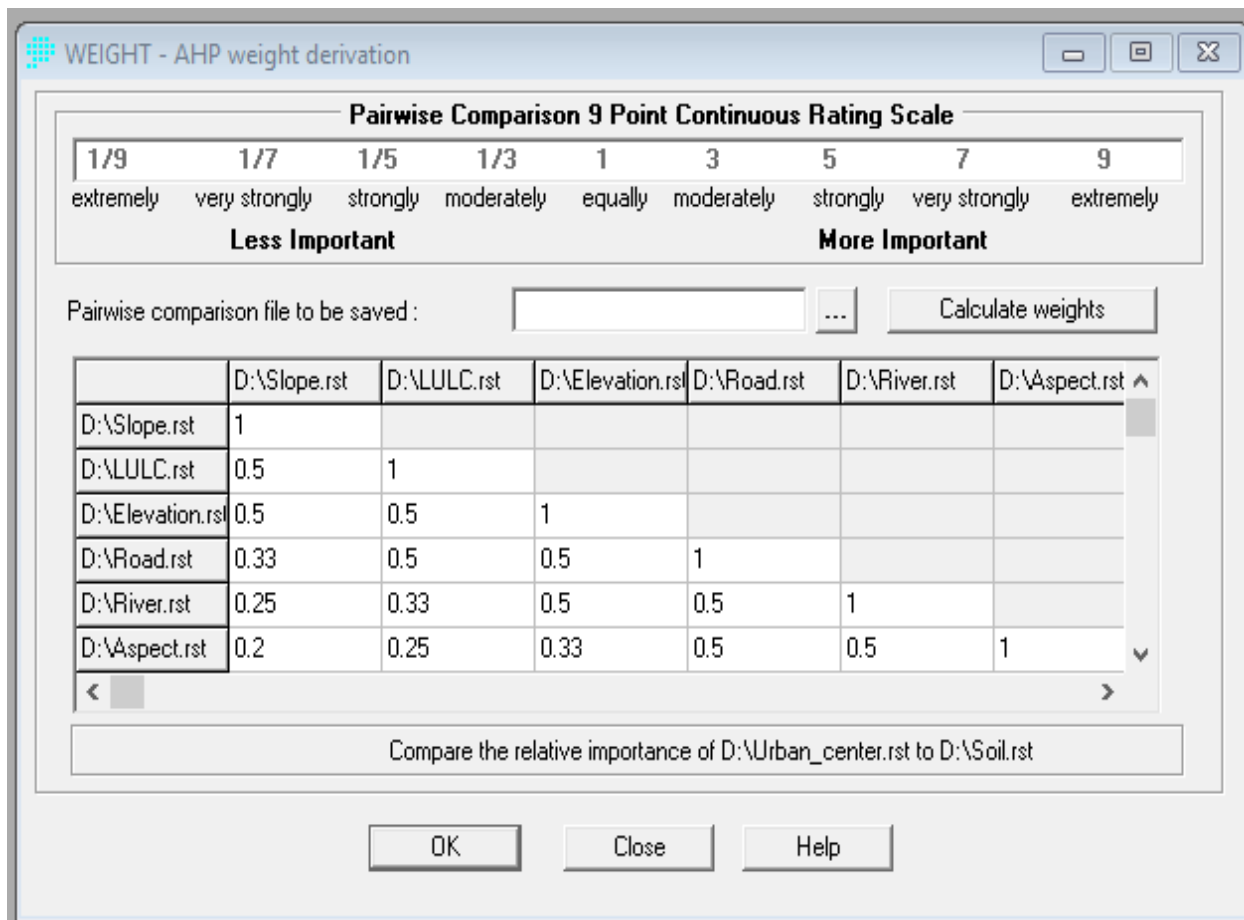 WEIGHT - AHP weight derivation
Pairwise Comparison 9 Point Continuous Rating Scale
1/9 1/7 1/5 1/3 1 3 5 7 9
extremely very strongly strongly moderately equally moderately strongly very strongly extremely
Less Important More Important
Pairwise comparison file to be saved : ... Calculate weights
D:\Slope.rst D:\LULC.rst D:\Elevation.rst D:\Road.rst D:\River.rst D:\Aspect.rst
D:\Slope.rst 1
D:\LULC.rst 0.5 1
D:\Elevation.rst 0.5 0.5 1
D:\Road.rst 0.33 0.5 0.5 1
D:\River.rst 0.25 0.33 0.5 0.5 1
D:\Aspect.rst 0.2 0.25 0.33 0.5 0.5 1
Compare the relative importance of D:\Urban_center.rst to D:\Soil.rst
OK Close Help